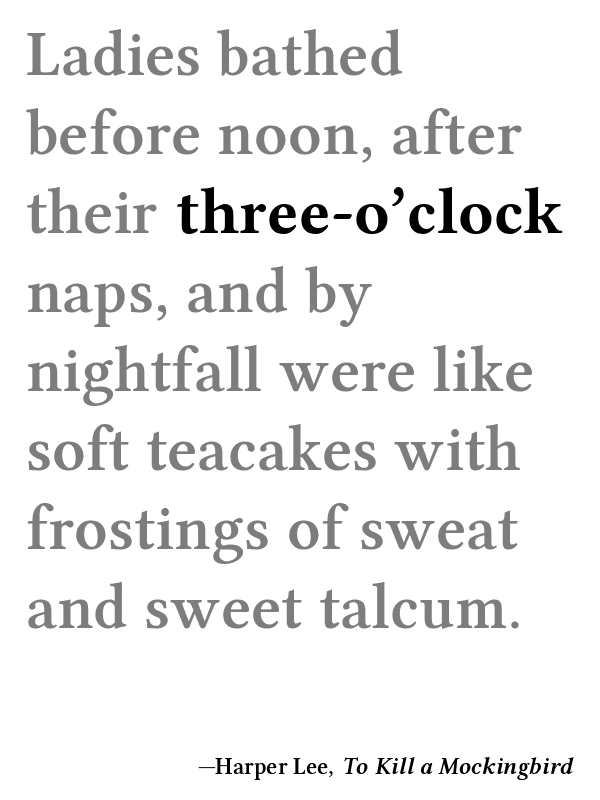 Ladies bathed
before noon, after
their three-o’clock
naps, and by
nightfall were like
soft teacakes with
frostings of sweat
and sweet talcum.
—Harper Lee, To Kill a Mockingbird